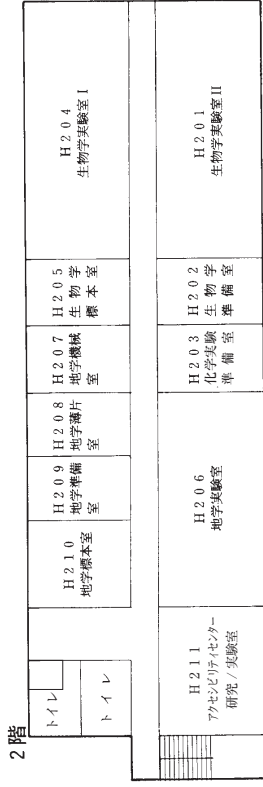 2階
トイレ
トイレ
H210
地学標本室
H209
地学準備
室
H208
地学薄片
室
H207
地学機械
室
H205
生物学
標本室
H204
生物学実験室Ⅰ
H211
アクセシビリティセンター
研究/実験室
H206
地学実験室
H203
化学実験
準備室
H202
生物学
準備室
H201
生物学実験室II